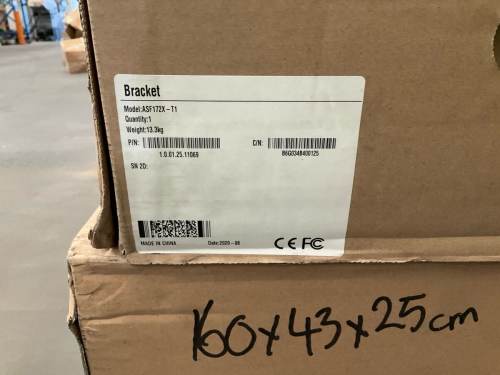 Bracket
Model:ASF172X-T1
Quantity:1
Weight:13.3kg
P/N:
1.0.01.25.11069
C/N:
B6G0348400125
SN 2D:
MADE IN CHINA
Date:2020-08
CE FC
160x43x25cm